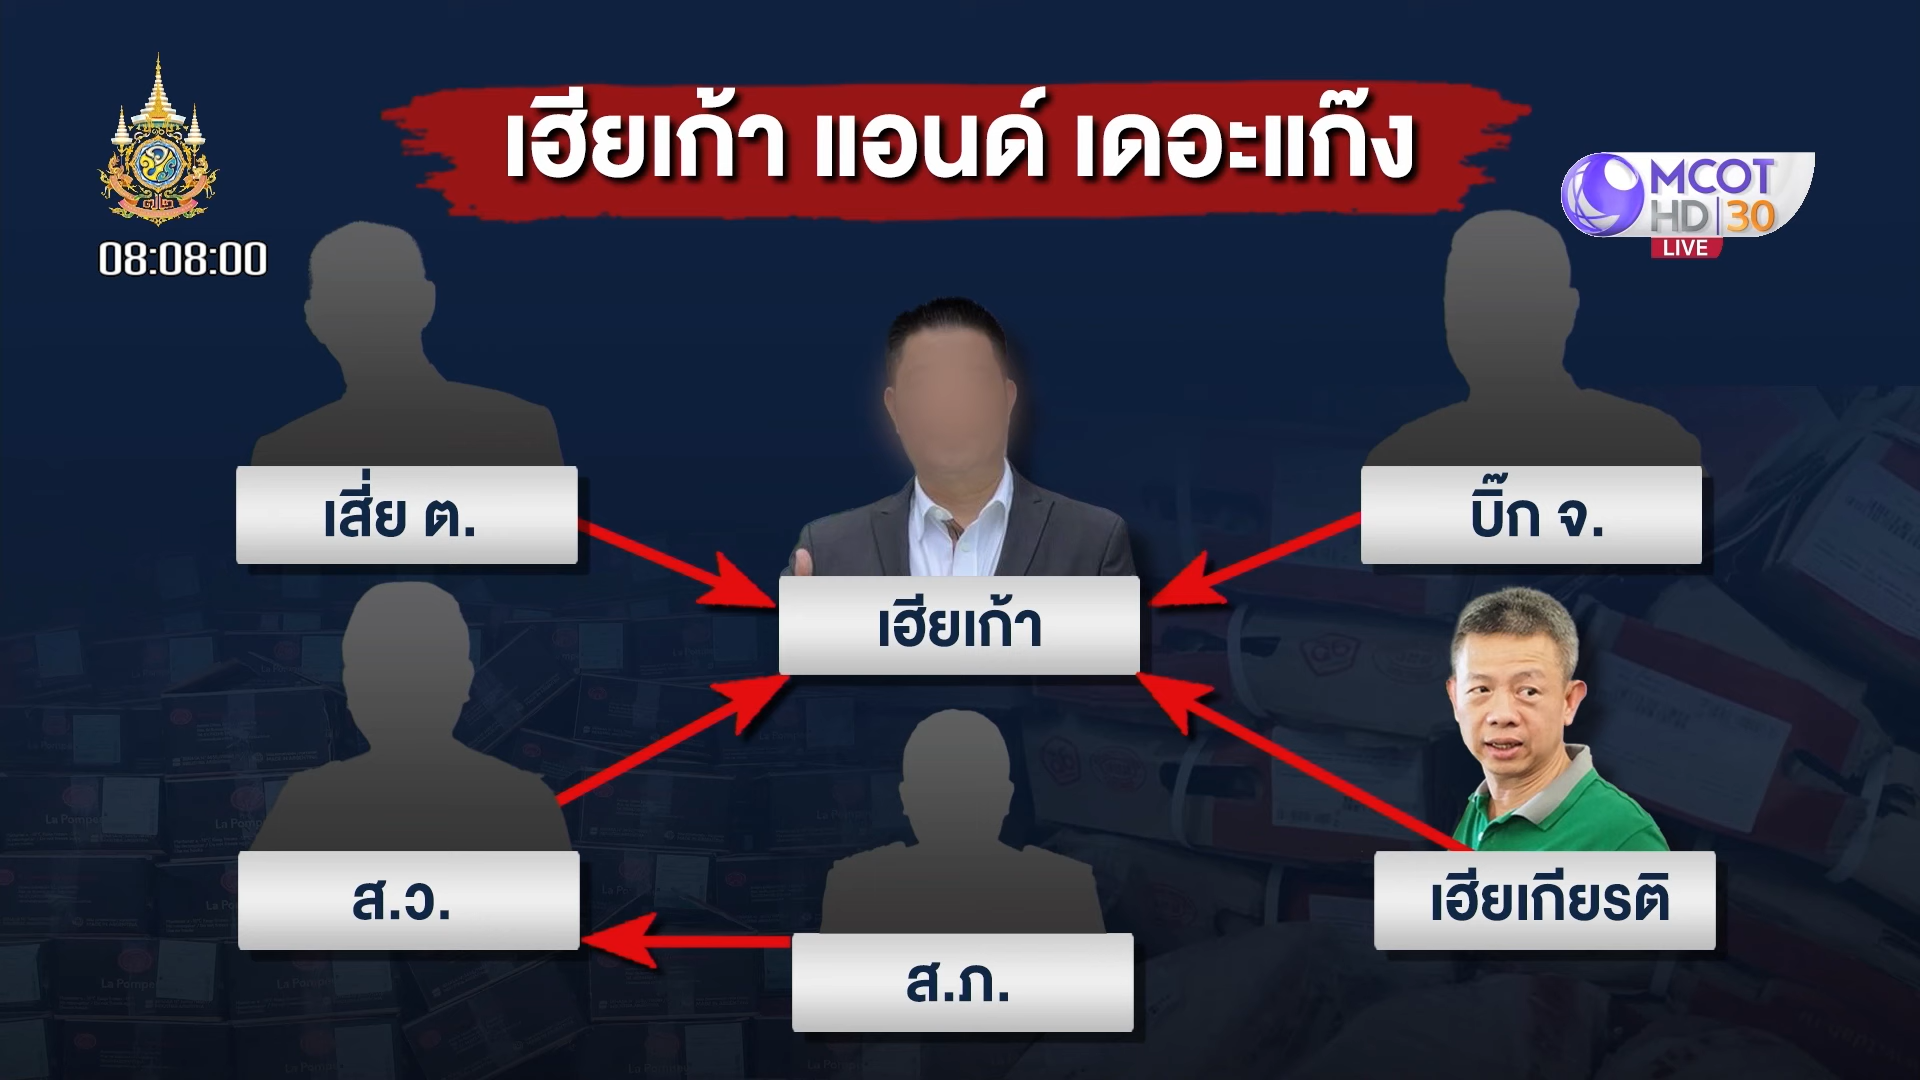 เฮียเก้า แอนด์ เดอะแก๊ง
MCOT
HD 30
LIVE
08:08:00
เสี่ย ต.
บิ๊ก จ.
เฮียเก้า
ส.ว.
เฮียเกียรติ
ส.ภ.